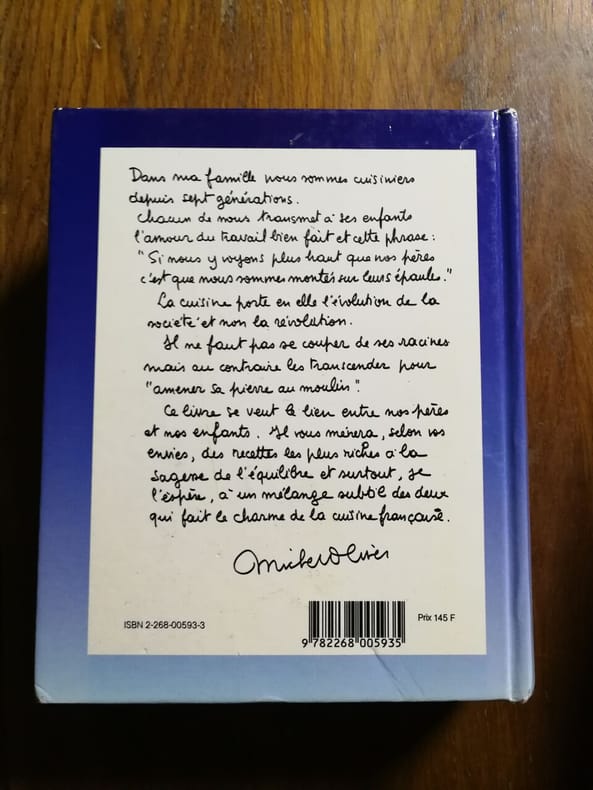 Dans ma famille nous sommes cuisiniers
depuis sept générations.
Chacun de nous transmet à ses enfants
l'amour du travail bien fait et cette phrase :
"Si nous y voyons plus haut que nos pères
c'est que nous sommes montés sur leurs épaules."
La cuisine porte en elle l'évolution de la
société et non la révolution.
Il ne faut pas se couper de ses racines
mais au contraire les transcender pour
"amener sa pierre au moulin".
Ce livre se veut le lien entre nos pères
et nos enfants. Il vous mènera, selon vos
envies, des recettes les plus riches à la
sagesse de l'équilibre et surtout, je
l'espère, à un mélange subtil des deux
qui fait le charme de la cuisine française.
Michel Oliver
ISBN 2-268-00593-3
Prix 145 F
9 782268 005935